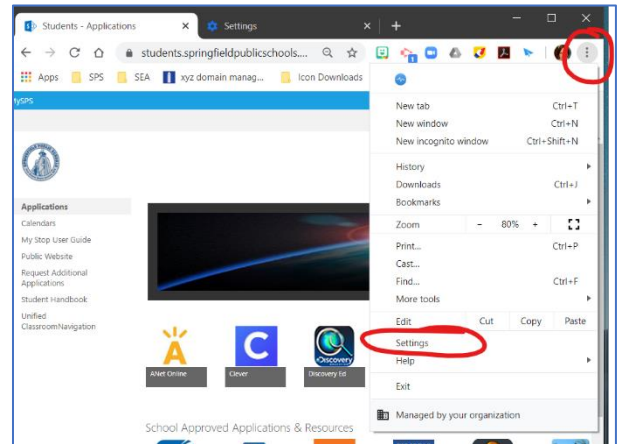 Students - Applications
Settings
students.springfieldpublicschools....
Apps
SPS
SEA
xyz domain manag...
Icon Downloads
MySPS
New tab Ctrl+T
New window Ctrl+N
New incognito window Ctrl+Shift+N
History
Downloads Ctrl+J
Bookmarks
Zoom - 80% +
Print... Ctrl+P
Cast...
Find... Ctrl+F
More tools
Edit Cut Copy Paste
Settings
Help
Exit
Managed by your organization
Applications
Calendars
My Stop User Guide
Public Website
Request Additional
Applications
Student Handbook
Unified
ClassroomNavigation
A
C
Discovery
ANet Online
Clever
Discovery Ed
School Approved Applications & Resources